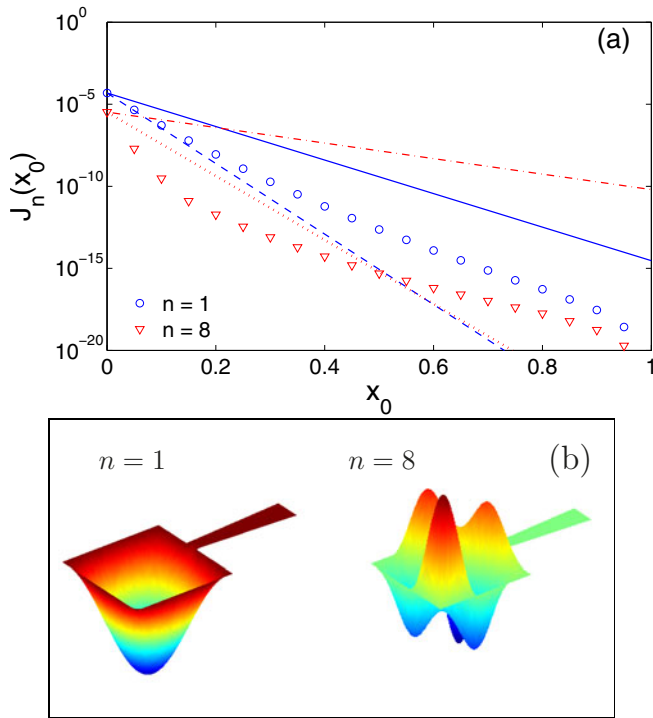 (a)
10^0
10^-5
10^-10
10^-15
10^-20
J_n(x_0)
n = 1
n = 8
0 0.2 0.4 0.6 0.8 1
x_0
n = 1 n = 8 (b)